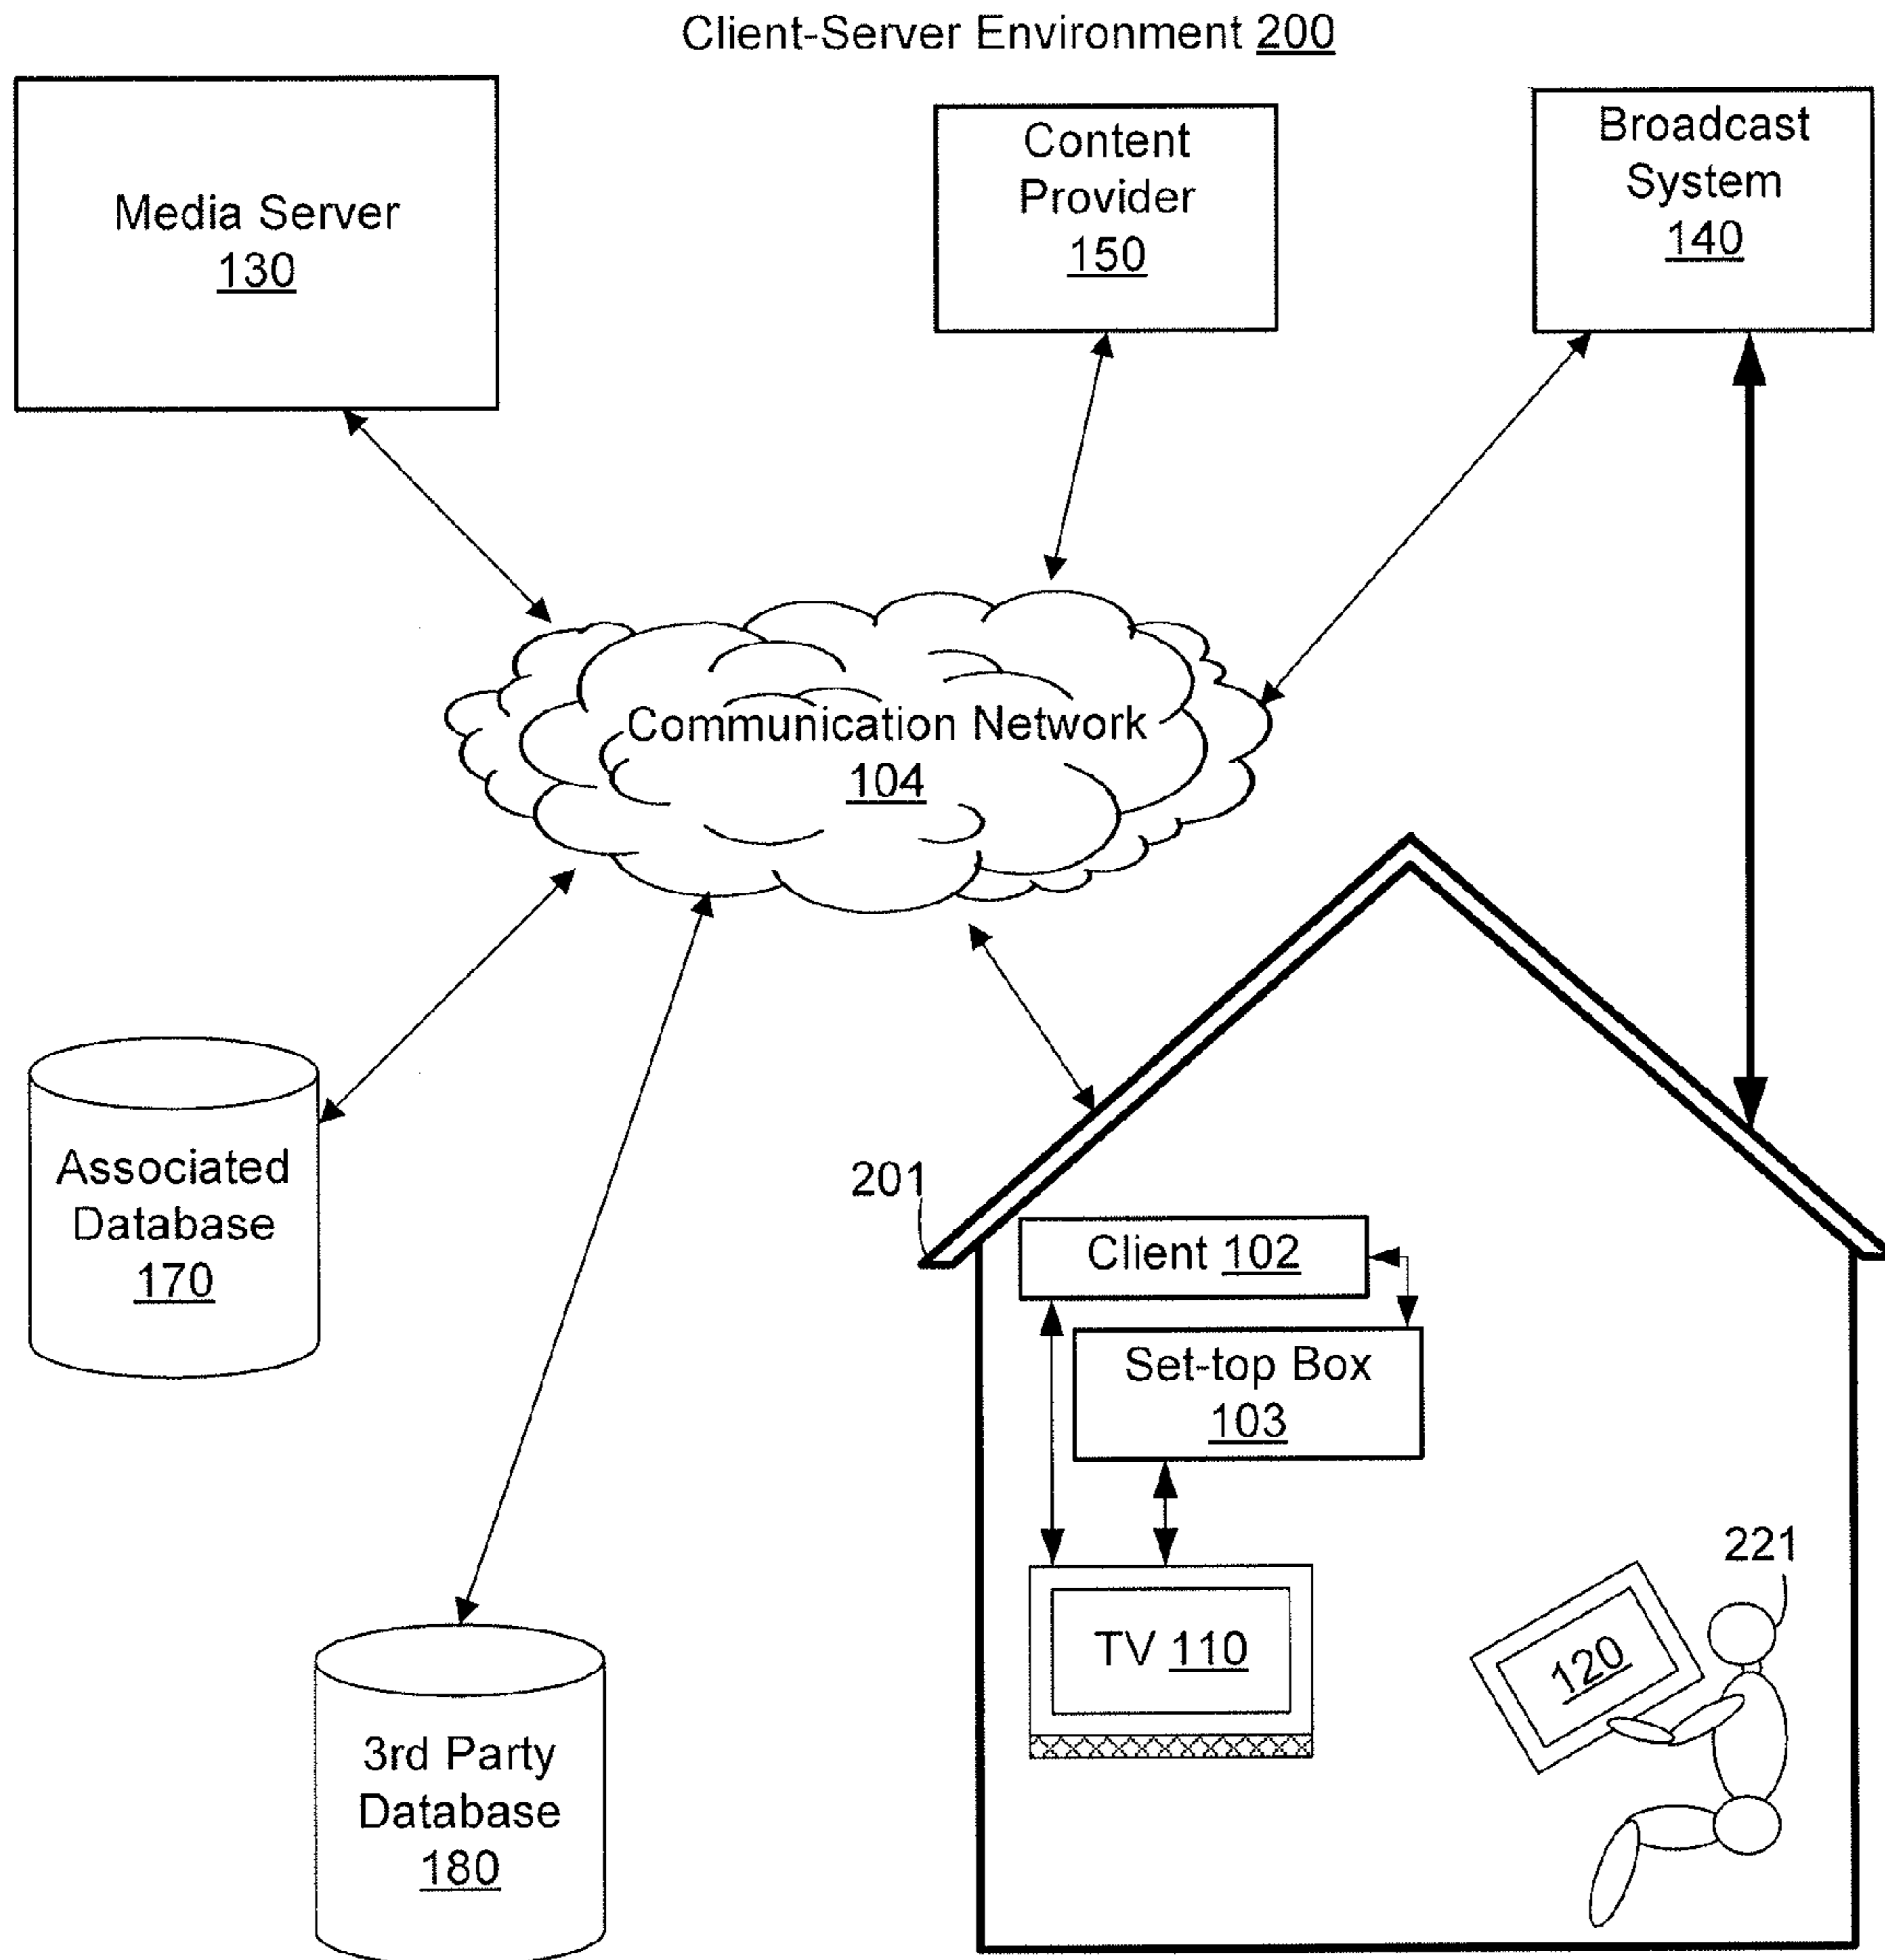 Client-Server Environment 200
Media Server
130
Content
Provider
150
Broadcast
System
140
Communication Network
104
Associated
Database
170
3rd Party
Database
180
201
Client 102
Set-top Box
103
TV 110
120
221